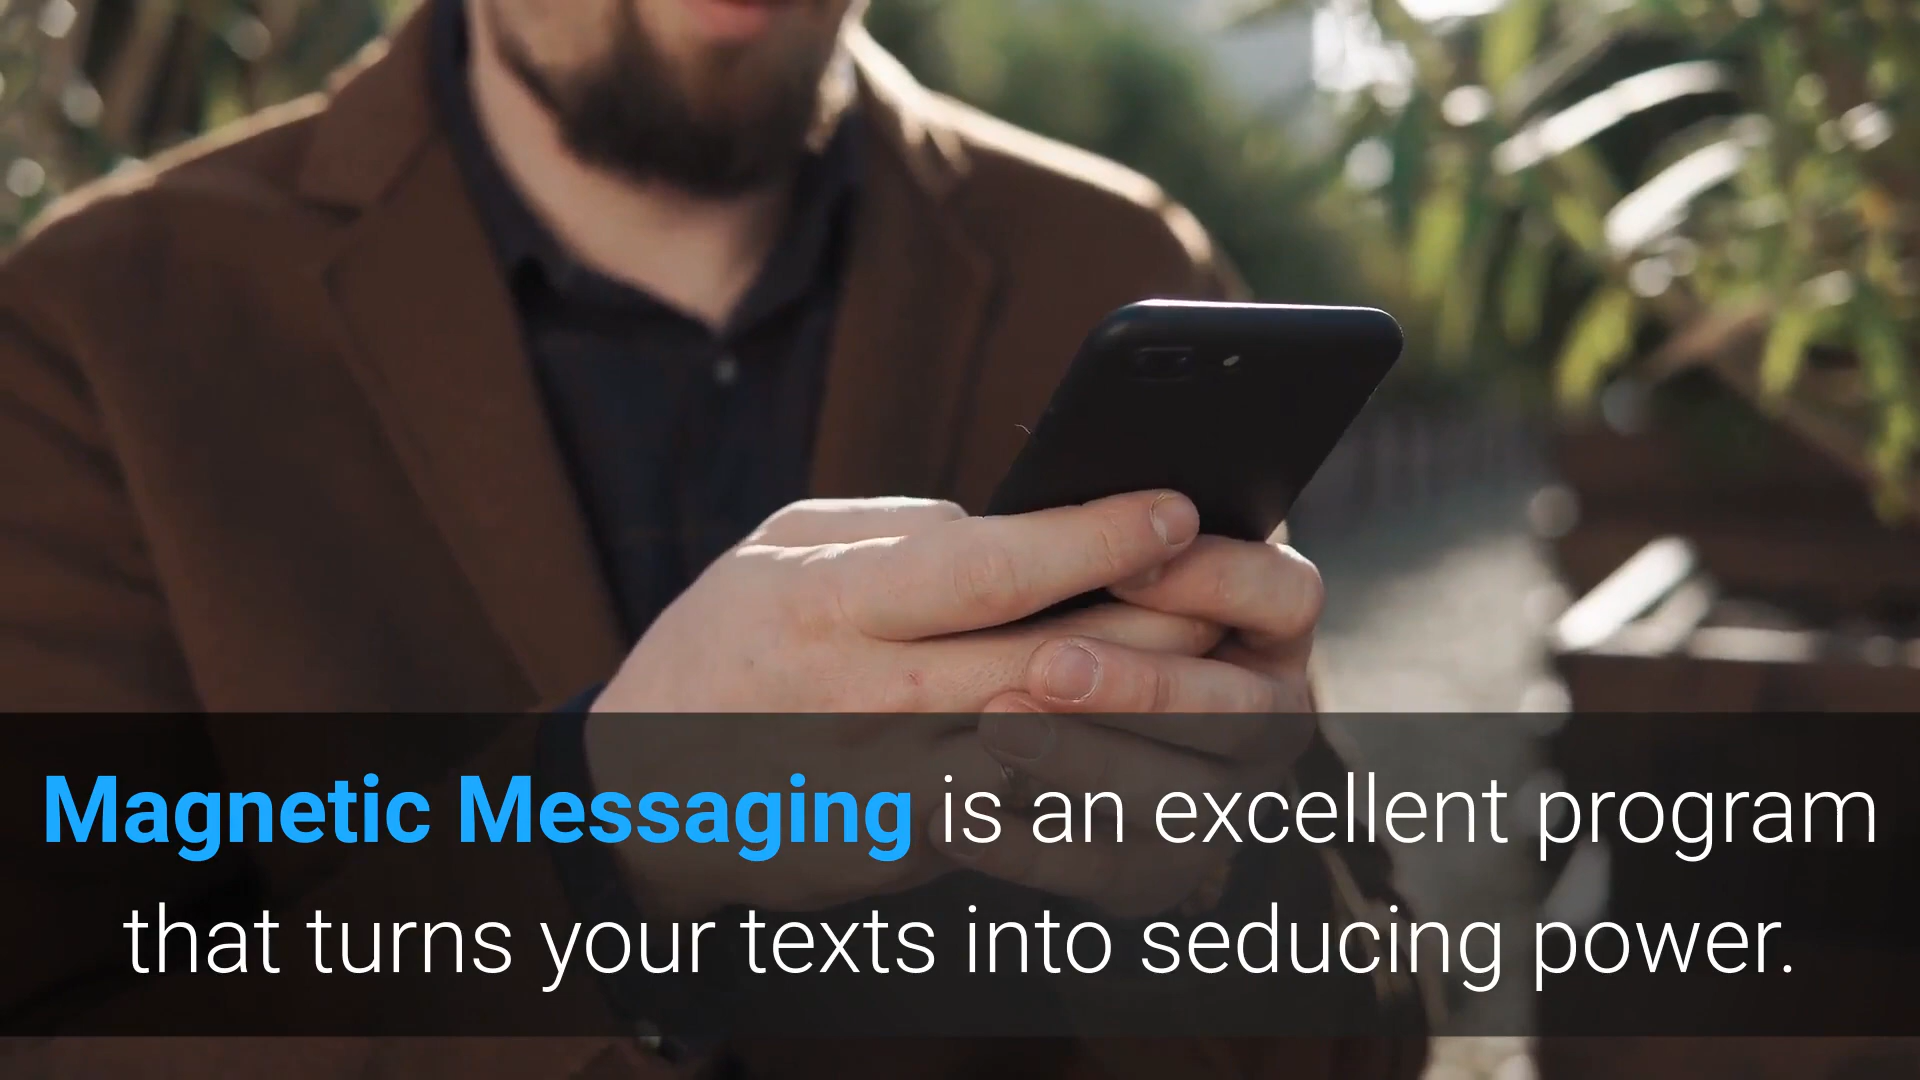 Magnetic Messaging is an excellent program
that turns your texts into seducing power.